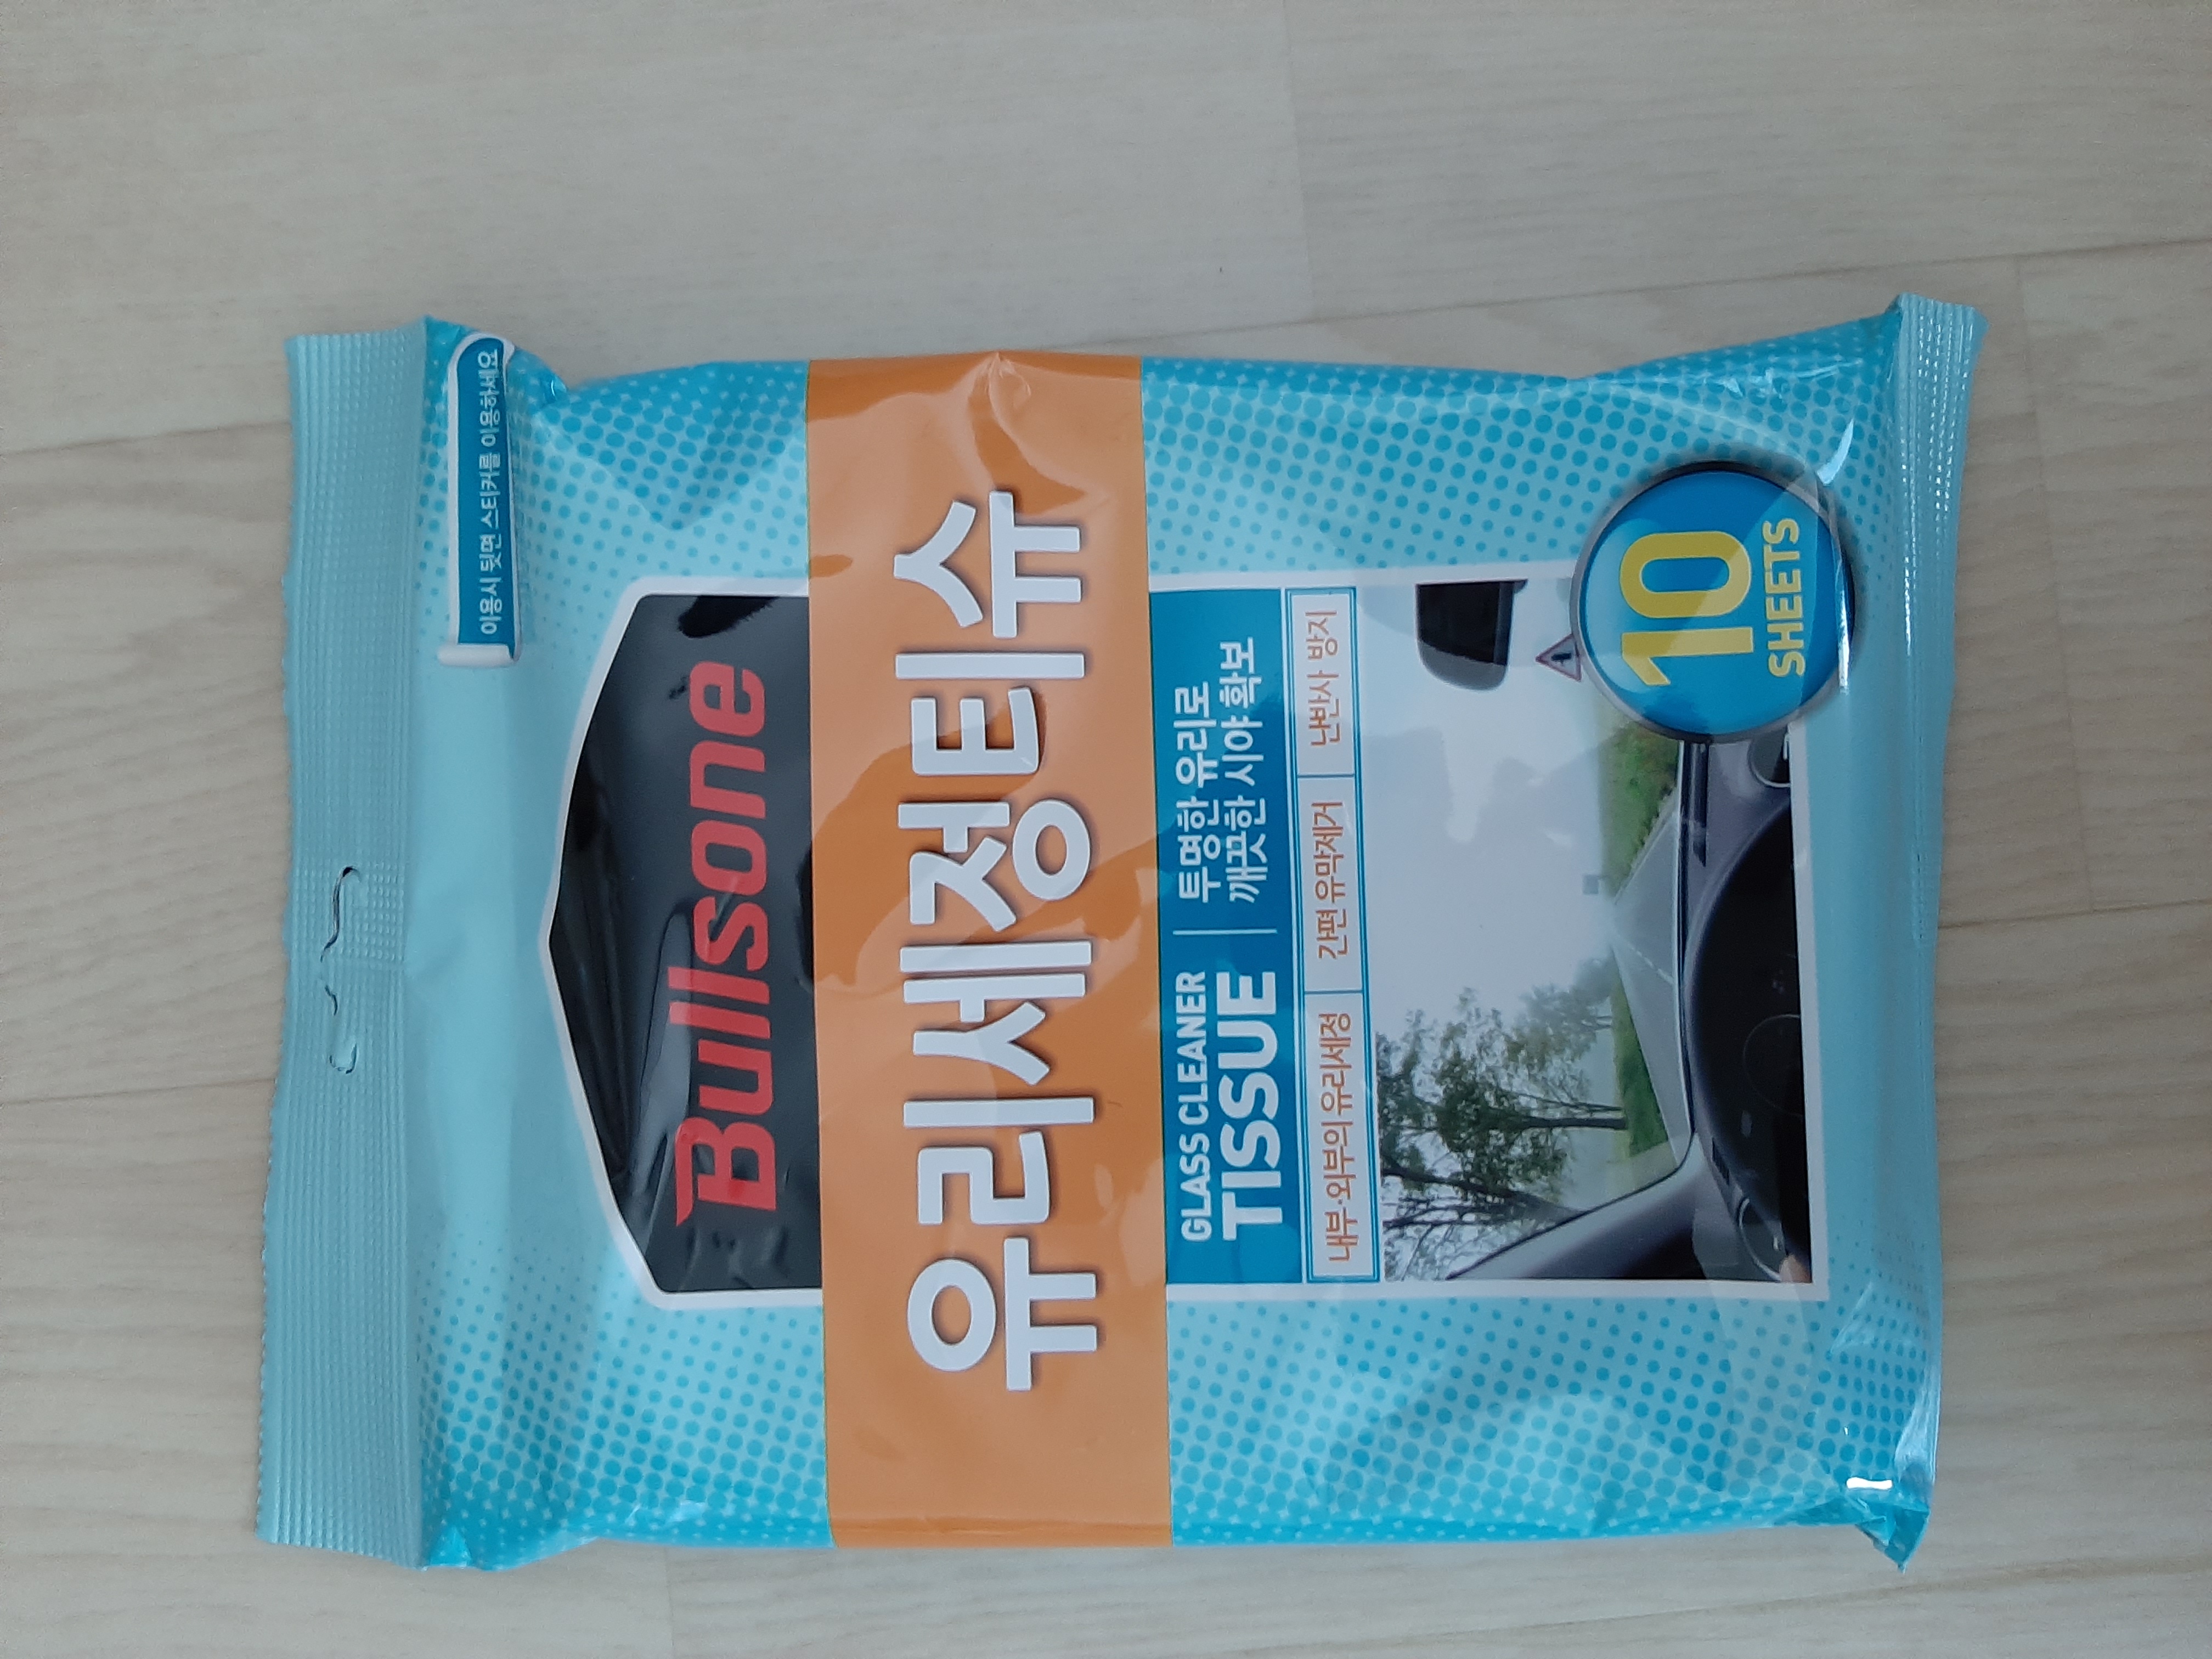 이용시 뒷면 스티커를 이용하세요
Bullsone
유리세정티슈
GLASS CLEANER
TISSUE
투명한 유리로
깨끗한 시야 확보
내부·외부의 유리세정
간편 유막제거
난반사 방지
10
SHEETS